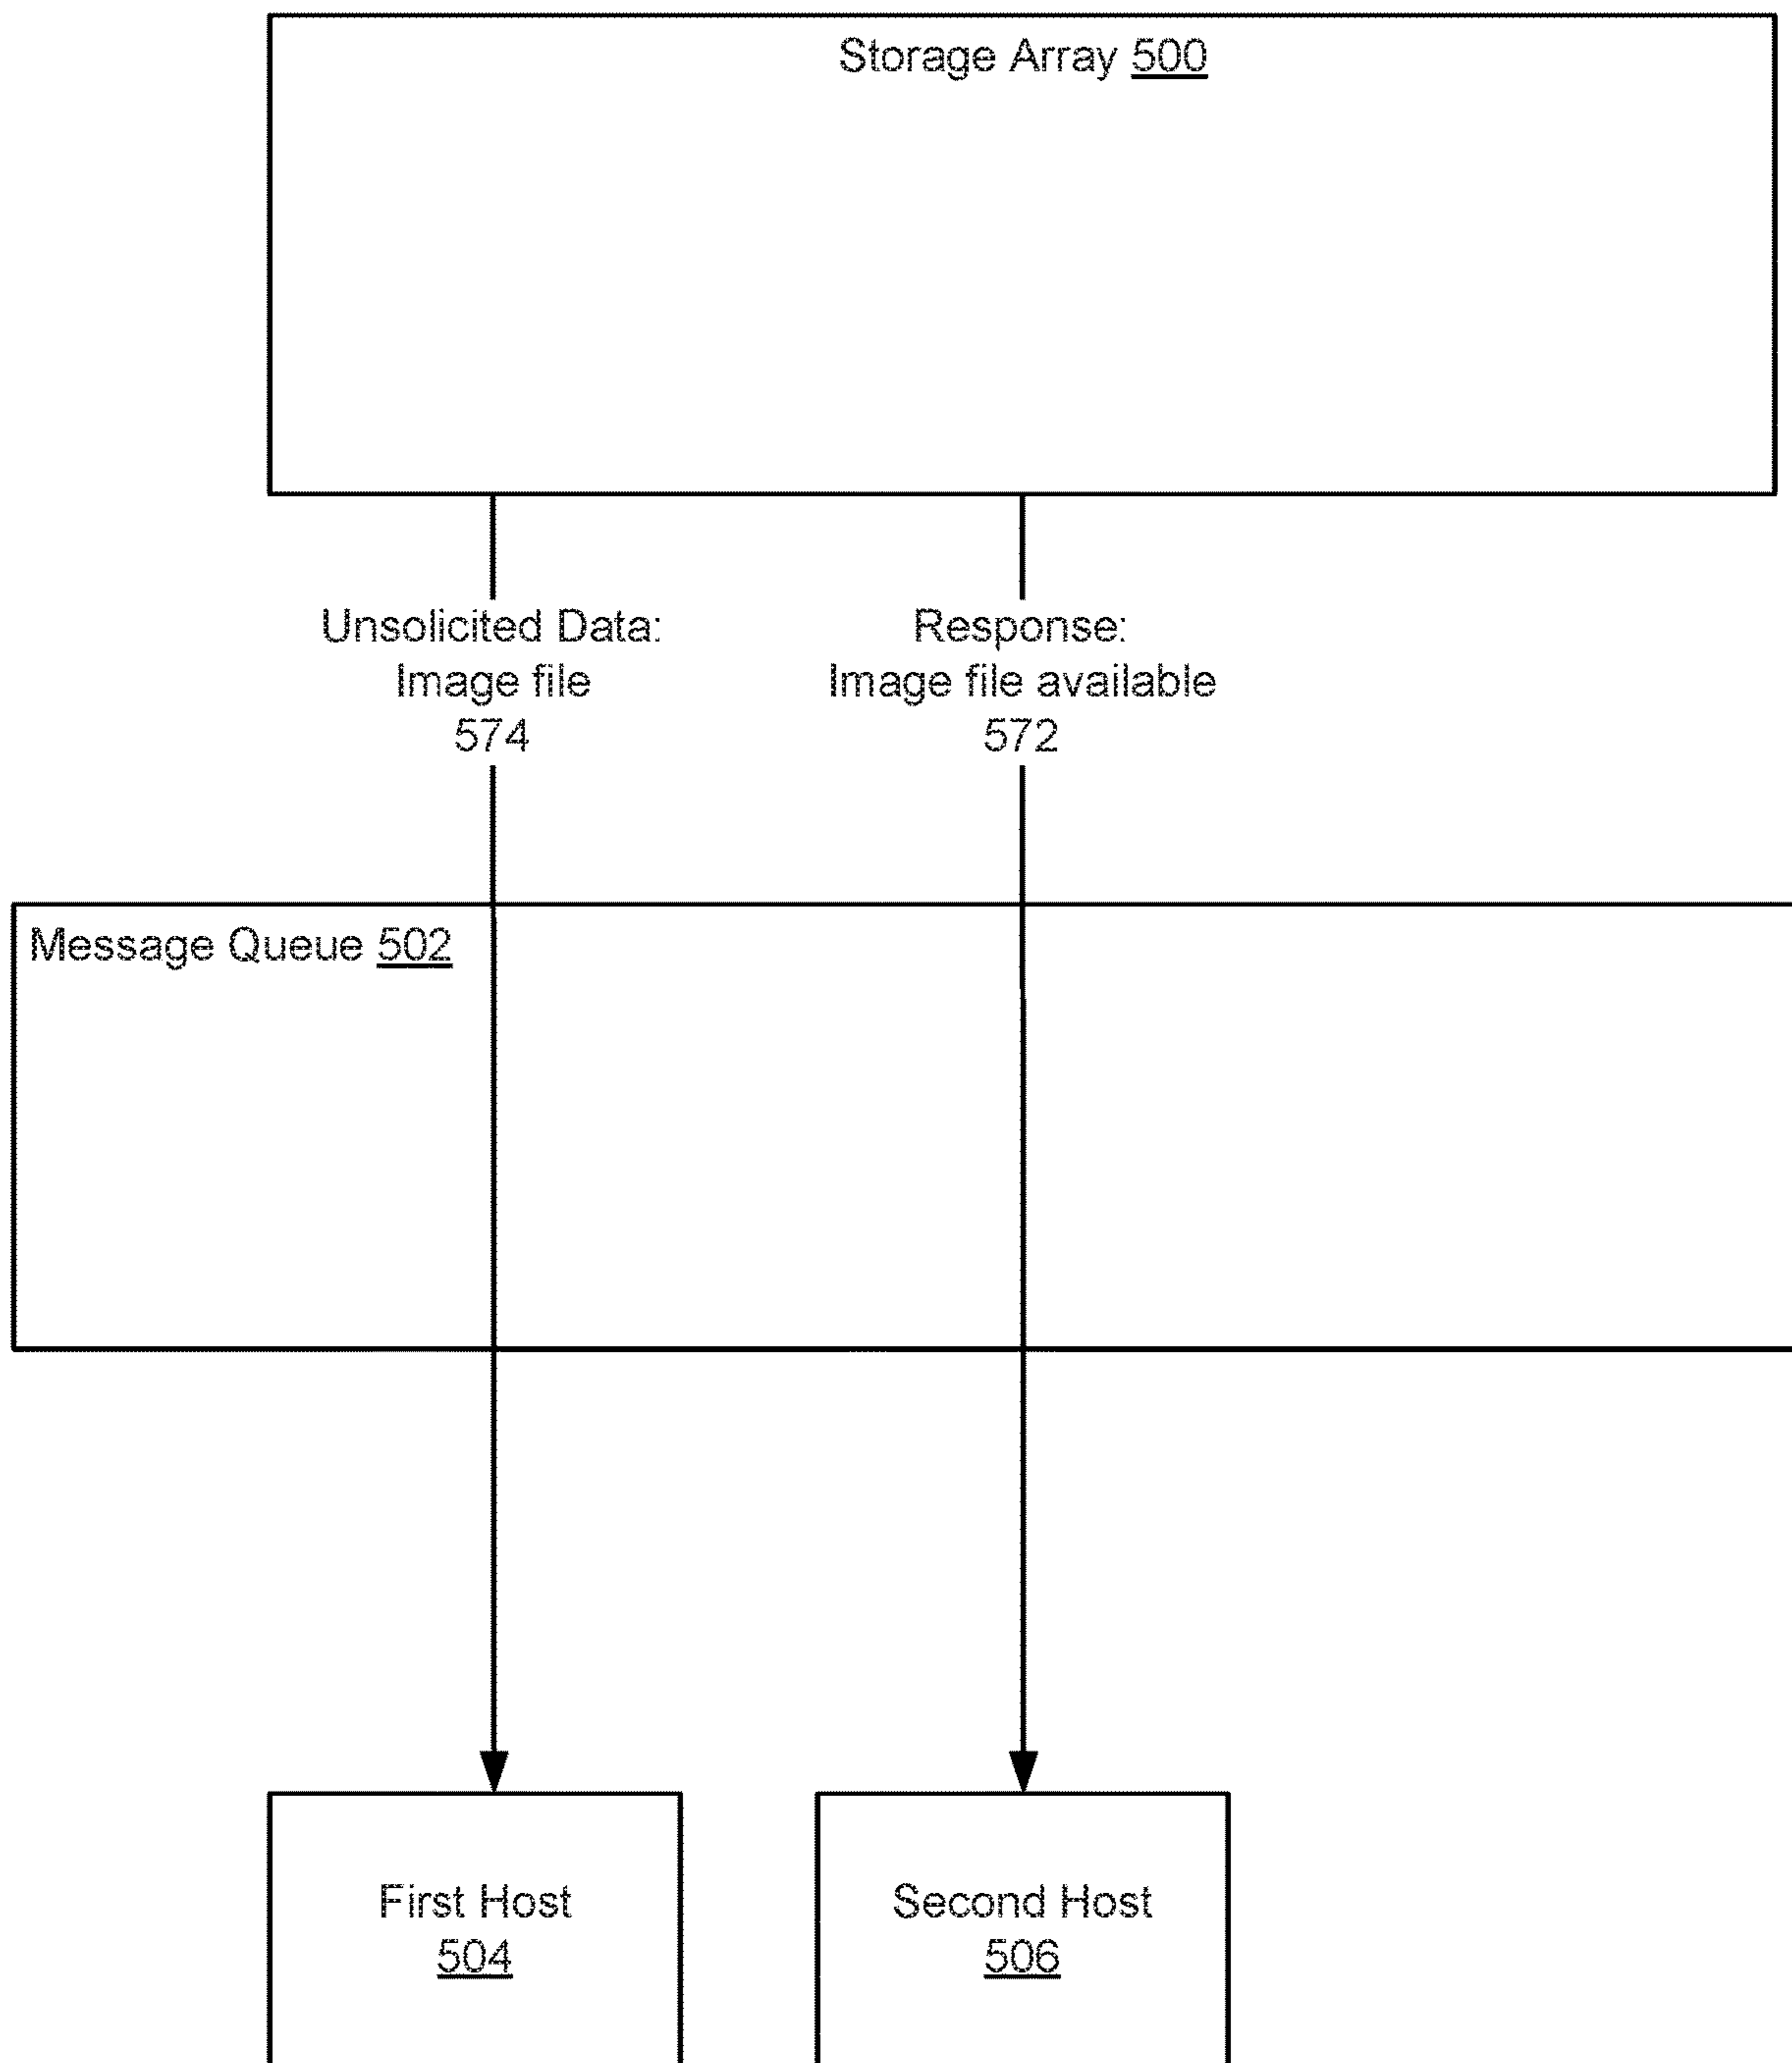 Storage Array 500
Unsolicited Data:
Image file
574
Response:
Image file available
572
Message Queue 502
First Host
504
Second Host
506